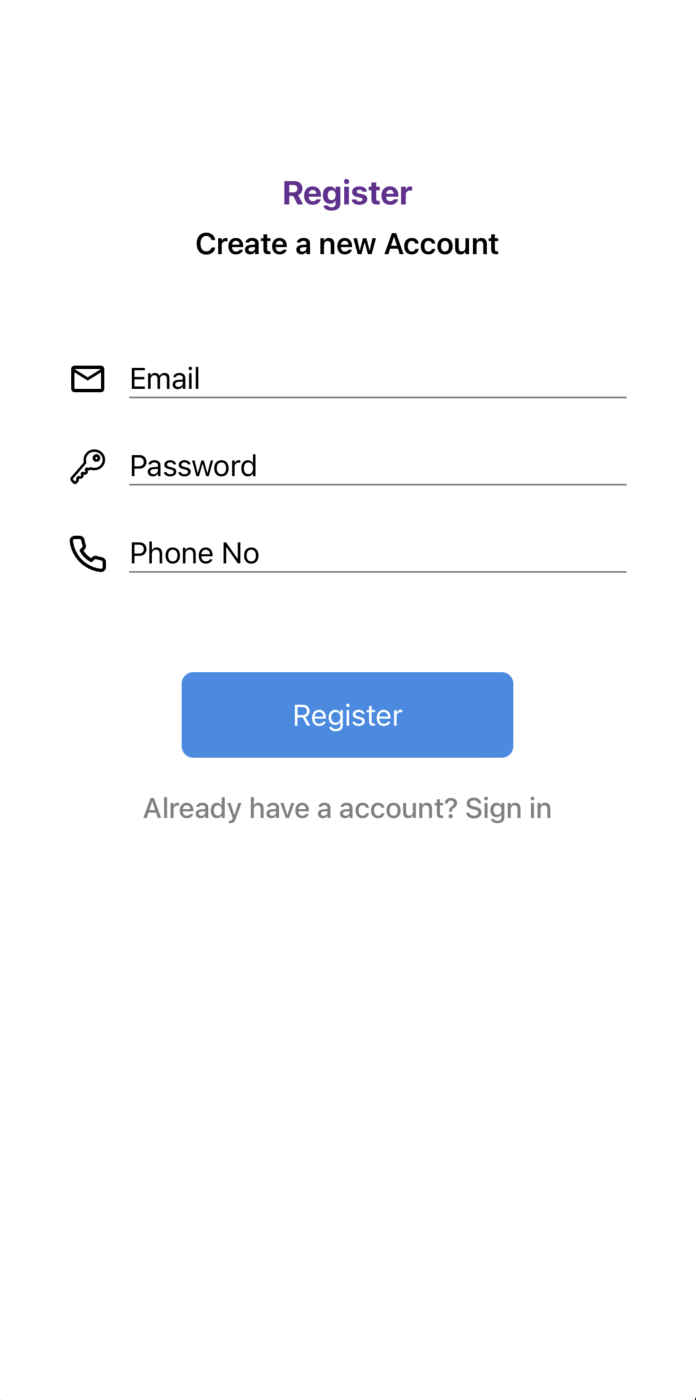 Register
Create a new Account
Email
Password
Phone No
Register
Already have a account? Sign in